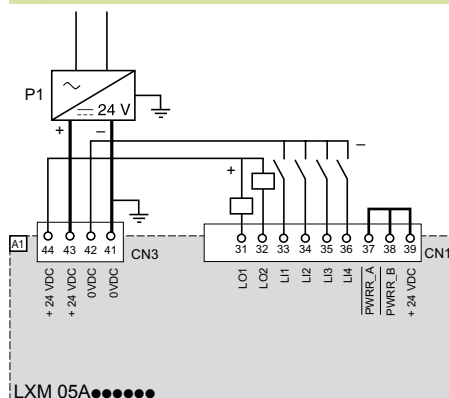 P1
~
24 V
+ –
–
+
A1
44 43 42 41
CN3
31 32 33 34 35 36 37 38 39
CN1
+ 24 VDC
+ 24 VDC
0VDC
0VDC
LO1
LO2
LI1
LI2
LI3
LI4
PWRR_A
PWRR_B
+ 24 VDC
LXM 05A●●●●●●